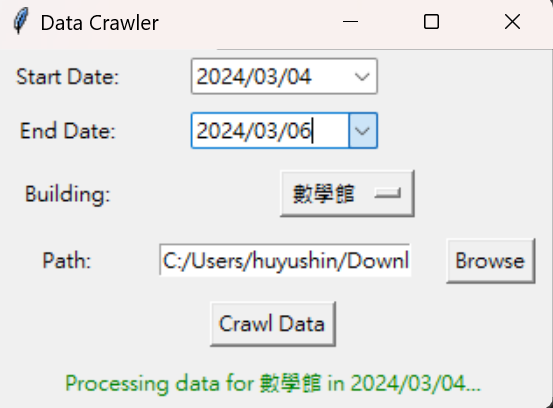 Data Crawler
Start Date: 2024/03/04
End Date: 2024/03/06
Building: 數學館
Path: C:/Users/huyushin/Downl Browse
Crawl Data
Processing data for 數學館 in 2024/03/04...